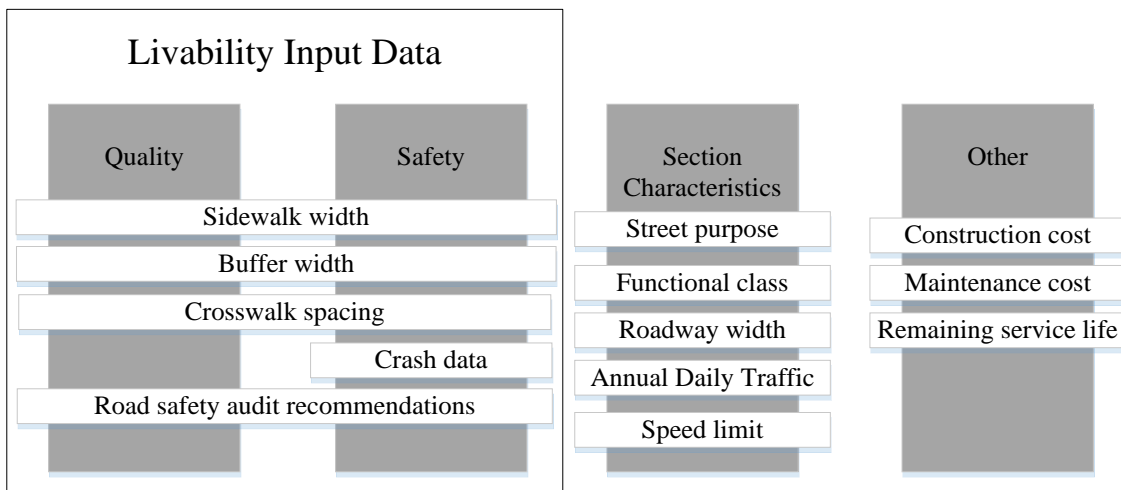 Livability Input Data
Quality
Safety
Sidewalk width
Buffer width
Crosswalk spacing
Crash data
Road safety audit recommendations
Section
Characteristics
Street purpose
Functional class
Roadway width
Annual Daily Traffic
Speed limit
Other
Construction cost
Maintenance cost
Remaining service life